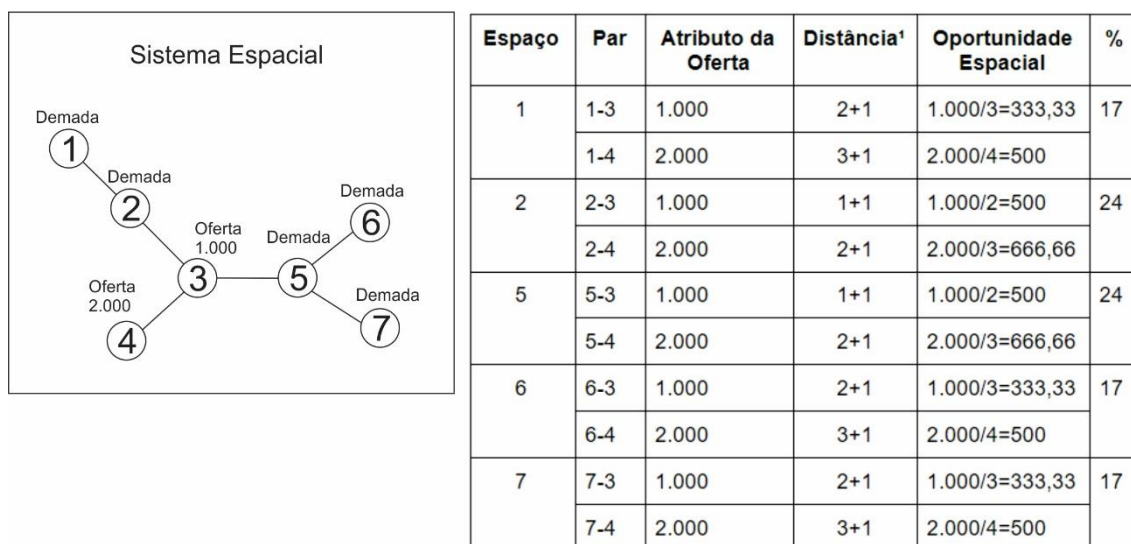 Sistema Espacial
Demada
1
Demada
2
Demada
6
Oferta
1.000
Demada
3
5
Oferta
2.000
Demada
4
7
Espaço Par Atributo da Oferta Distância¹ Oportunidade Espacial %
1 1-3 1.000 2+1 1.000/3=333,33 17
1-4 2.000 3+1 2.000/4=500
2 2-3 1.000 1+1 1.000/2=500 24
2-4 2.000 2+1 2.000/3=666,66
5 5-3 1.000 1+1 1.000/2=500 24
5-4 2.000 2+1 2.000/3=666,66
6 6-3 1.000 2+1 1.000/3=333,33 17
6-4 2.000 3+1 2.000/4=500
7 7-3 1.000 2+1 1.000/3=333,33 17
7-4 2.000 3+1 2.000/4=500